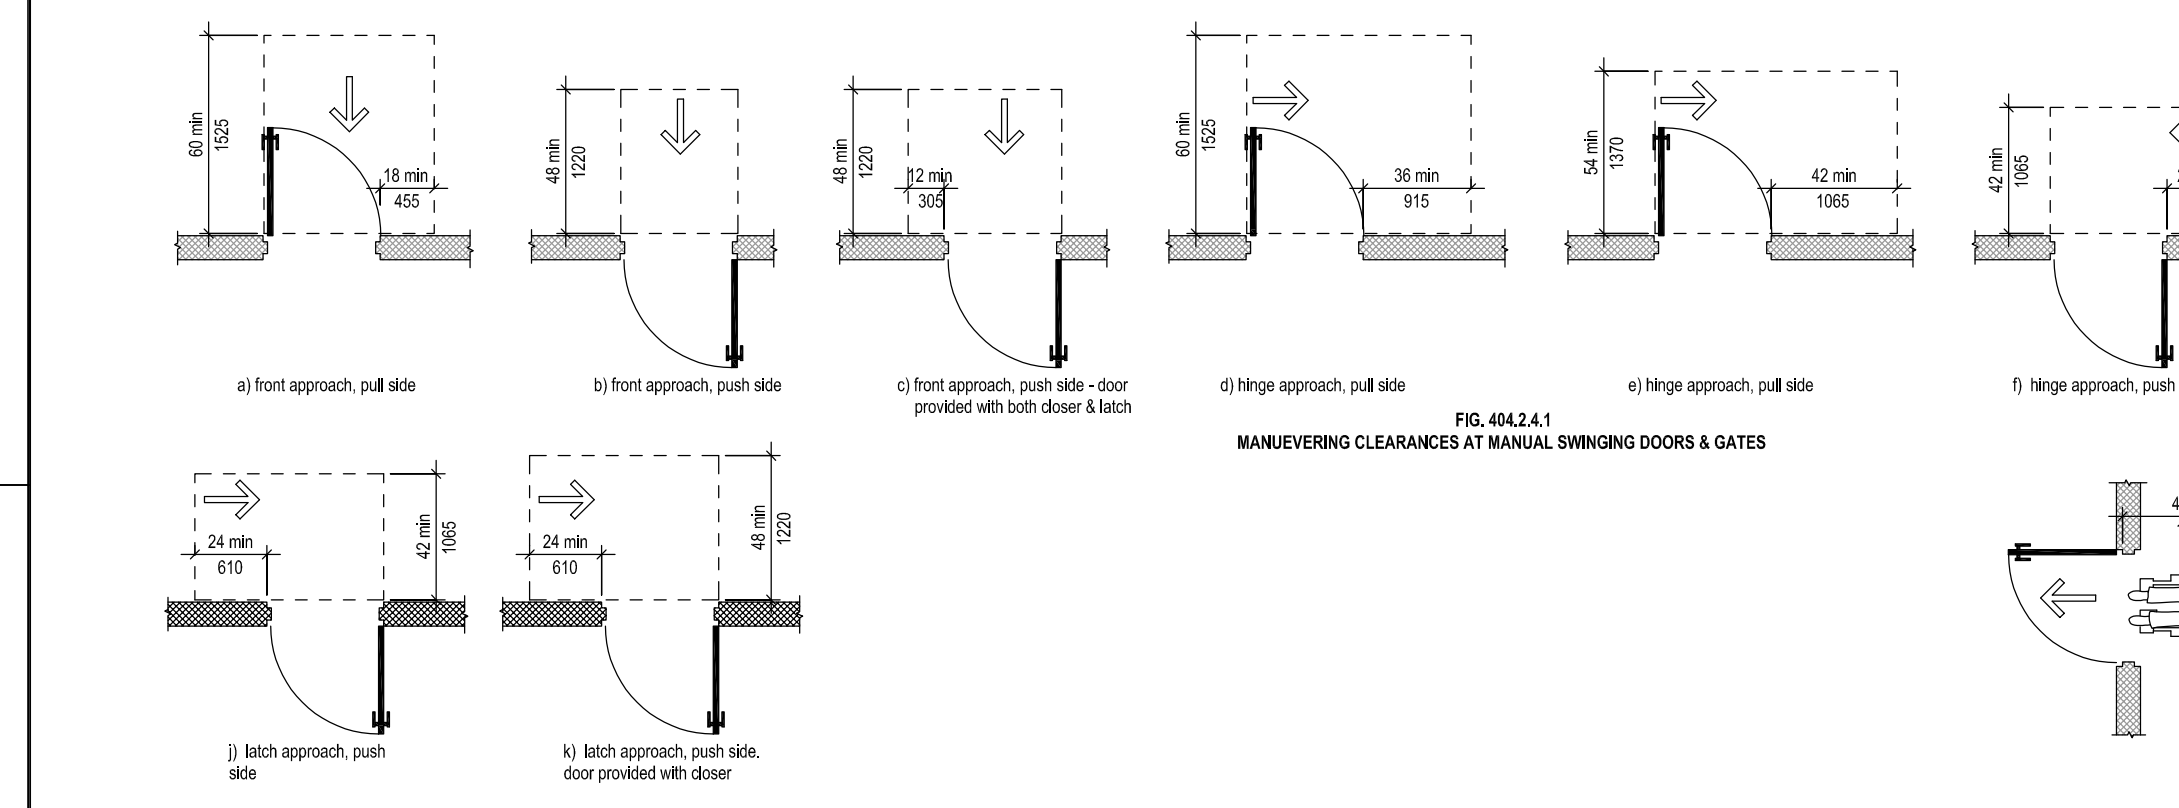 60 min
1525
18 min
455
a) front approach, pull side
48 min
1220
b) front approach, push side
48 min
1220
12 min
305
c) front approach, push side - door
provided with both closer & latch
60 min
1525
36 min
915
d) hinge approach, pull side
54 min
1370
42 min
1065
e) hinge approach, pull side
42 min
1065
f) hinge approach, push
FIG. 404.2.4.1
MANUEVERING CLEARANCES AT MANUAL SWINGING DOORS & GATES
24 min
610
42 min
1065
j) latch approach, push
side
24 min
610
48 min
1220
k) latch approach, push side.
door provided with closer